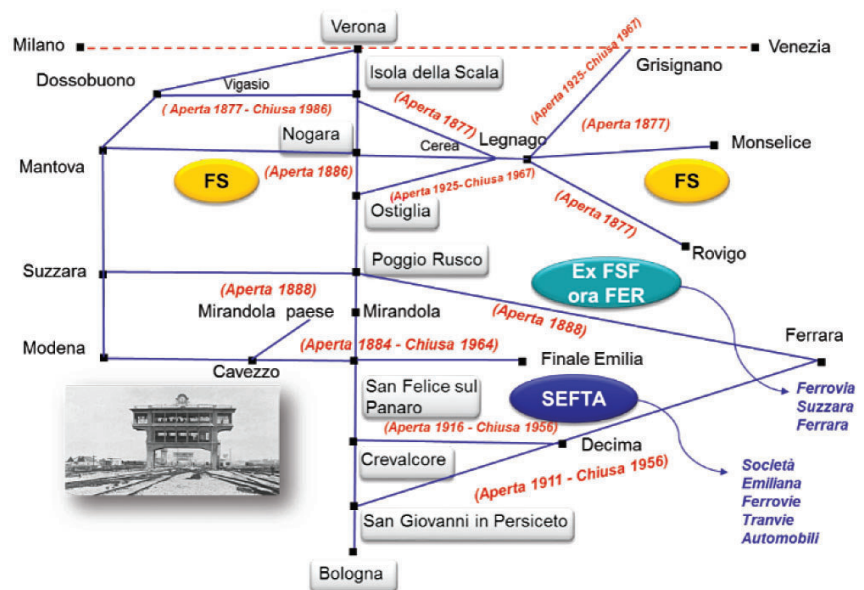 Verona
Milano
Venezia
Grisignano
Dossobuono
Vigasio
Isola della Scala
( Aperta 1877 - Chiusa 1986)
(Aperta 1877)
(Aperta 1925- Chiusa 1967)
(Aperta 1877)
Legnago
Monselice
Nogara
Cerea
Mantova
(Aperta 1886)
FS
(Aperta 1925- Chiusa 1967)
FS
Ostiglia
(Aperta 1877)
Rovigo
Suzzara
Poggio Rusco
Ex FSF
ora FER
(Aperta 1888)
Mirandola paese
Mirandola
(Aperta 1888)
Ferrara
Modena
(Aperta 1884 - Chiusa 1964)
Cavezzo
Finale Emilia
San Felice sul
Panaro
SEFTA
Ferrovia
Suzzara
Ferrara
(Aperta 1916 - Chiusa 1956)
Decima
Crevalcore
(Aperta 1911 - Chiusa 1956)
Società
Emiliana
Ferrovie
Tranvie
Automobili
San Giovanni in Persiceto
Bologna